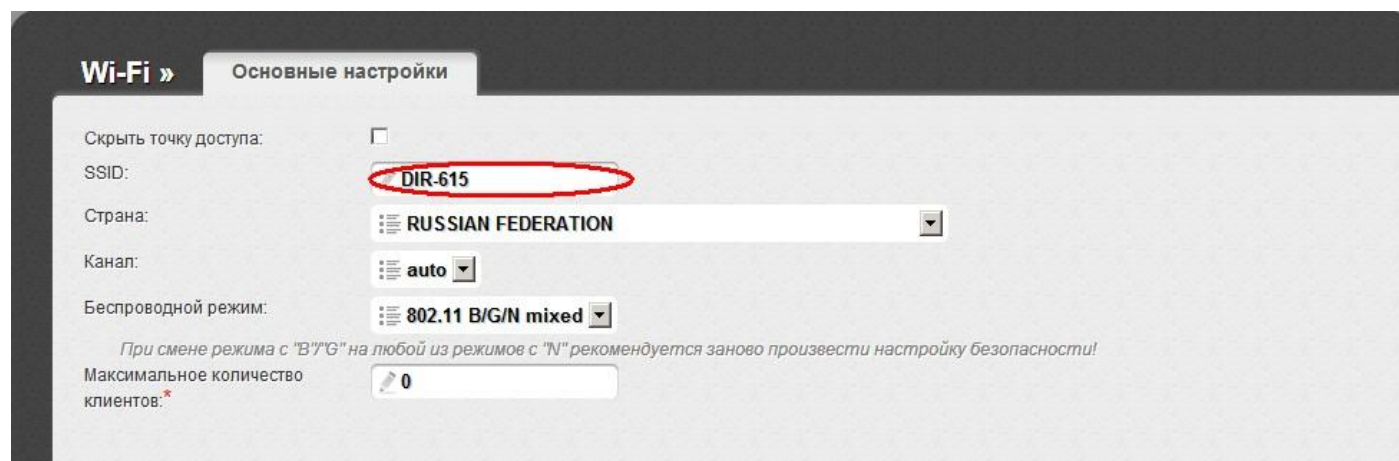 Wi-Fi » Основные настройки
Скрыть точку доступа:
SSID: DIR-615
Страна: RUSSIAN FEDERATION
Канал: auto
Беспроводной режим: 802.11 B/G/N mixed
При смене режима с "B"/"G" на любой из режимов с "N" рекомендуется заново произвести настройку безопасности!
Максимальное количество
клиентов:* 0